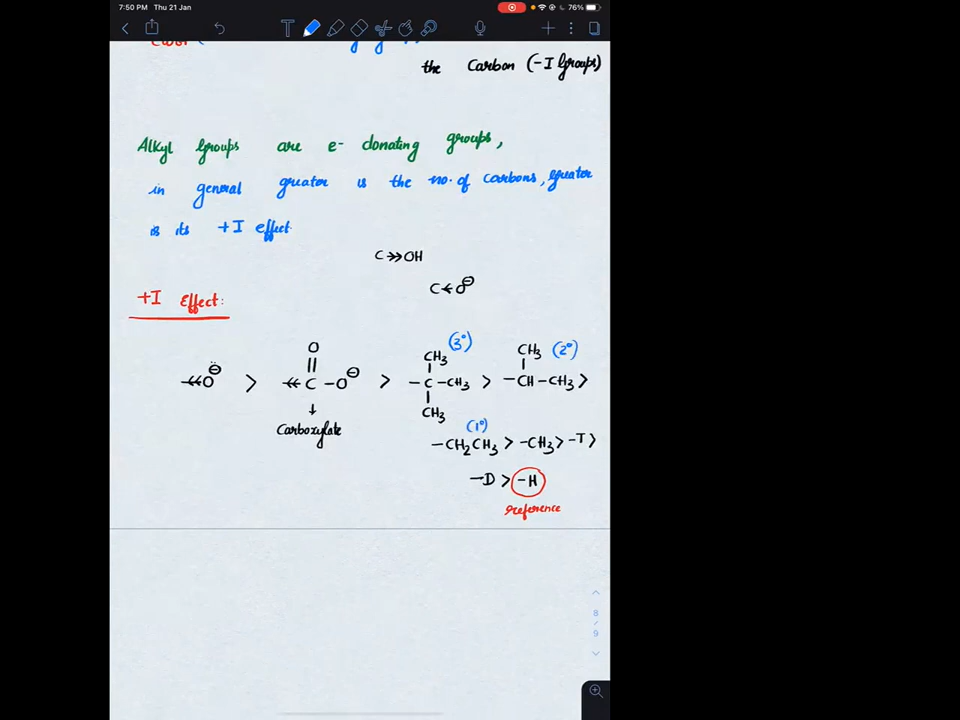 7:50 PM Thu 21 Jan
76%
the Carbon (-I Groups)
Alkyl Groups are e- donating groups,
in general greater is the no. of carbons, Greater
is its +I effect.
C->>OH
C<-O⊖
+I Effect:
-O⊖ > -C(=O)-O⊖ > -C(CH3)(CH3)-CH3 (3°) > -CH(CH3)-CH3 (2°) >
Carboxylate
(1°)
-CH2CH3 > -CH3 > -T >
-D > -H
reference
8
/
9